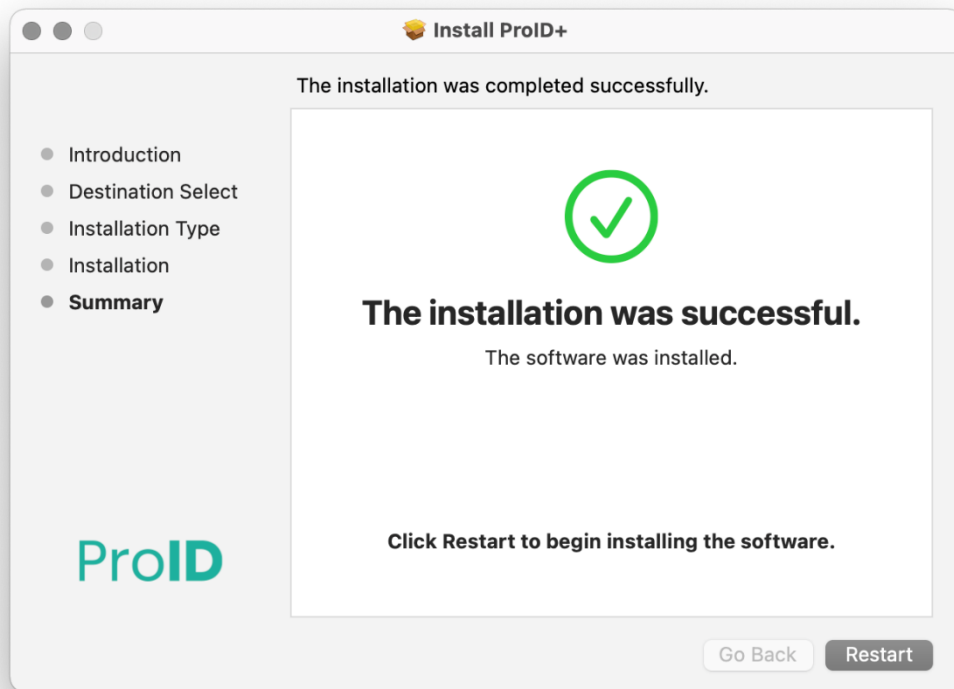 Install ProID+
The installation was completed successfully.
Introduction
Destination Select
Installation Type
Installation
Summary
The installation was successful.
The software was installed.
Click Restart to begin installing the software.
ProID
Go Back
Restart